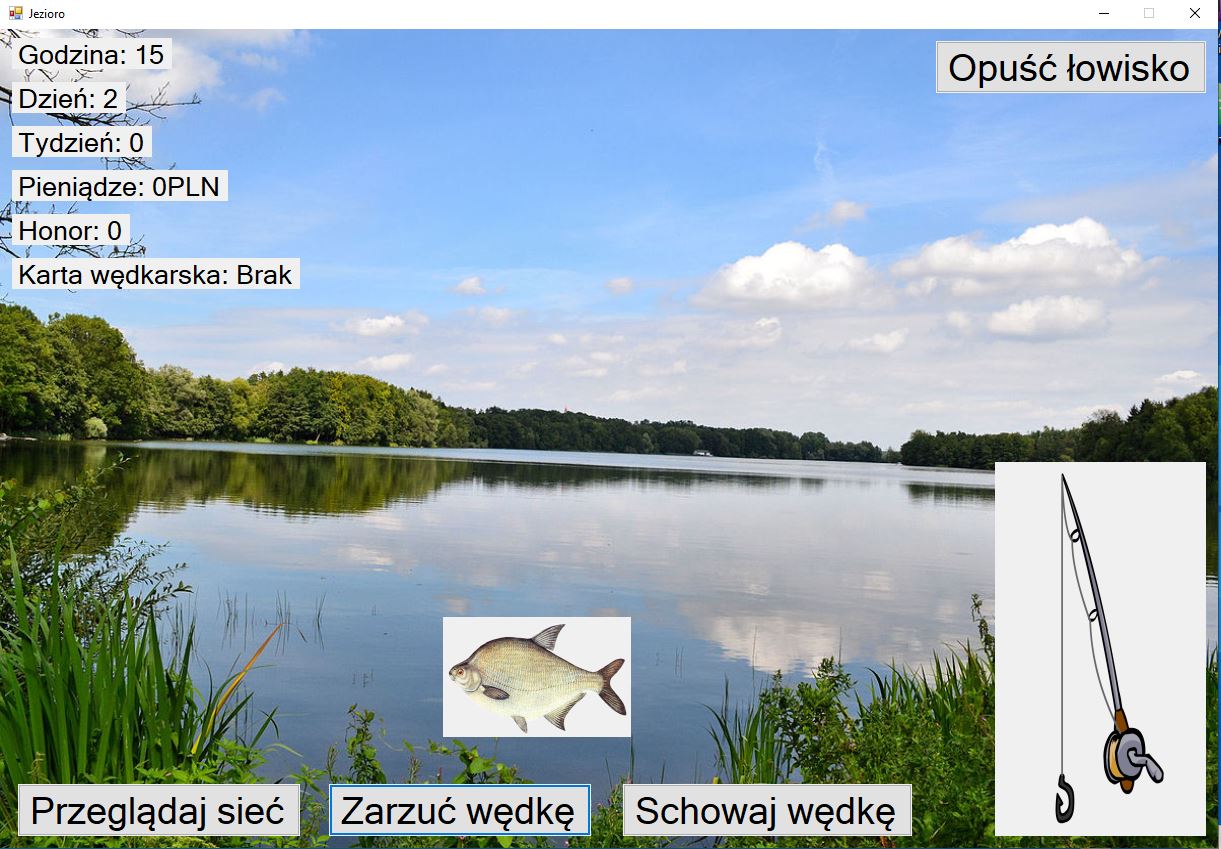 Jezioro
Godzina: 15
Opuść łowisko
Dzień: 2
Tydzień: 0
Pieniądze: 0PLN
Honor: 0
Karta wędkarska: Brak
Przeglądaj sieć
Zarzuć wędkę
Schowaj wędkę